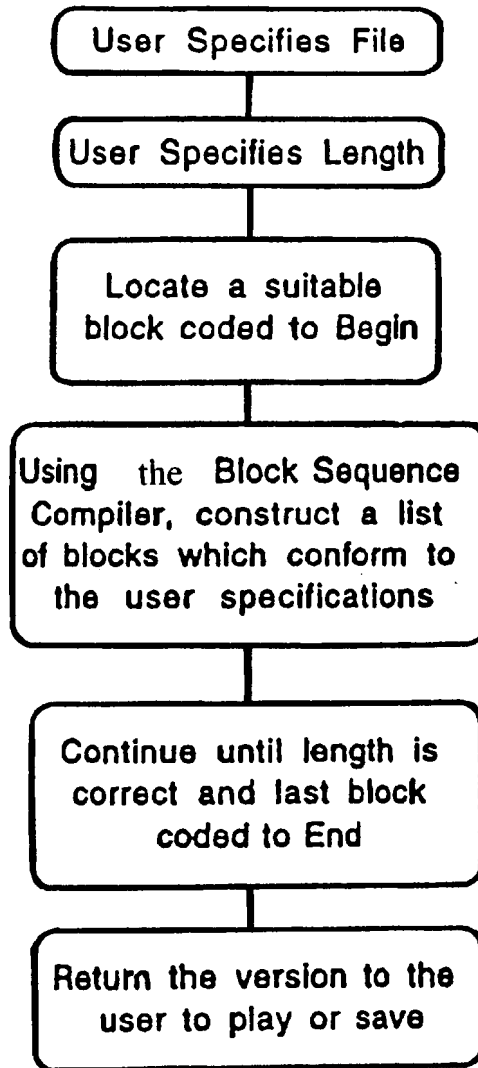 User Specifies File
User Specifies Length
Locate a suitable
block coded to Begin
Using the Block Sequence
Compiler, construct a list
of blocks which conform to
the user specifications
Continue until length is
correct and last block
coded to End
Return the version to the
user to play or save